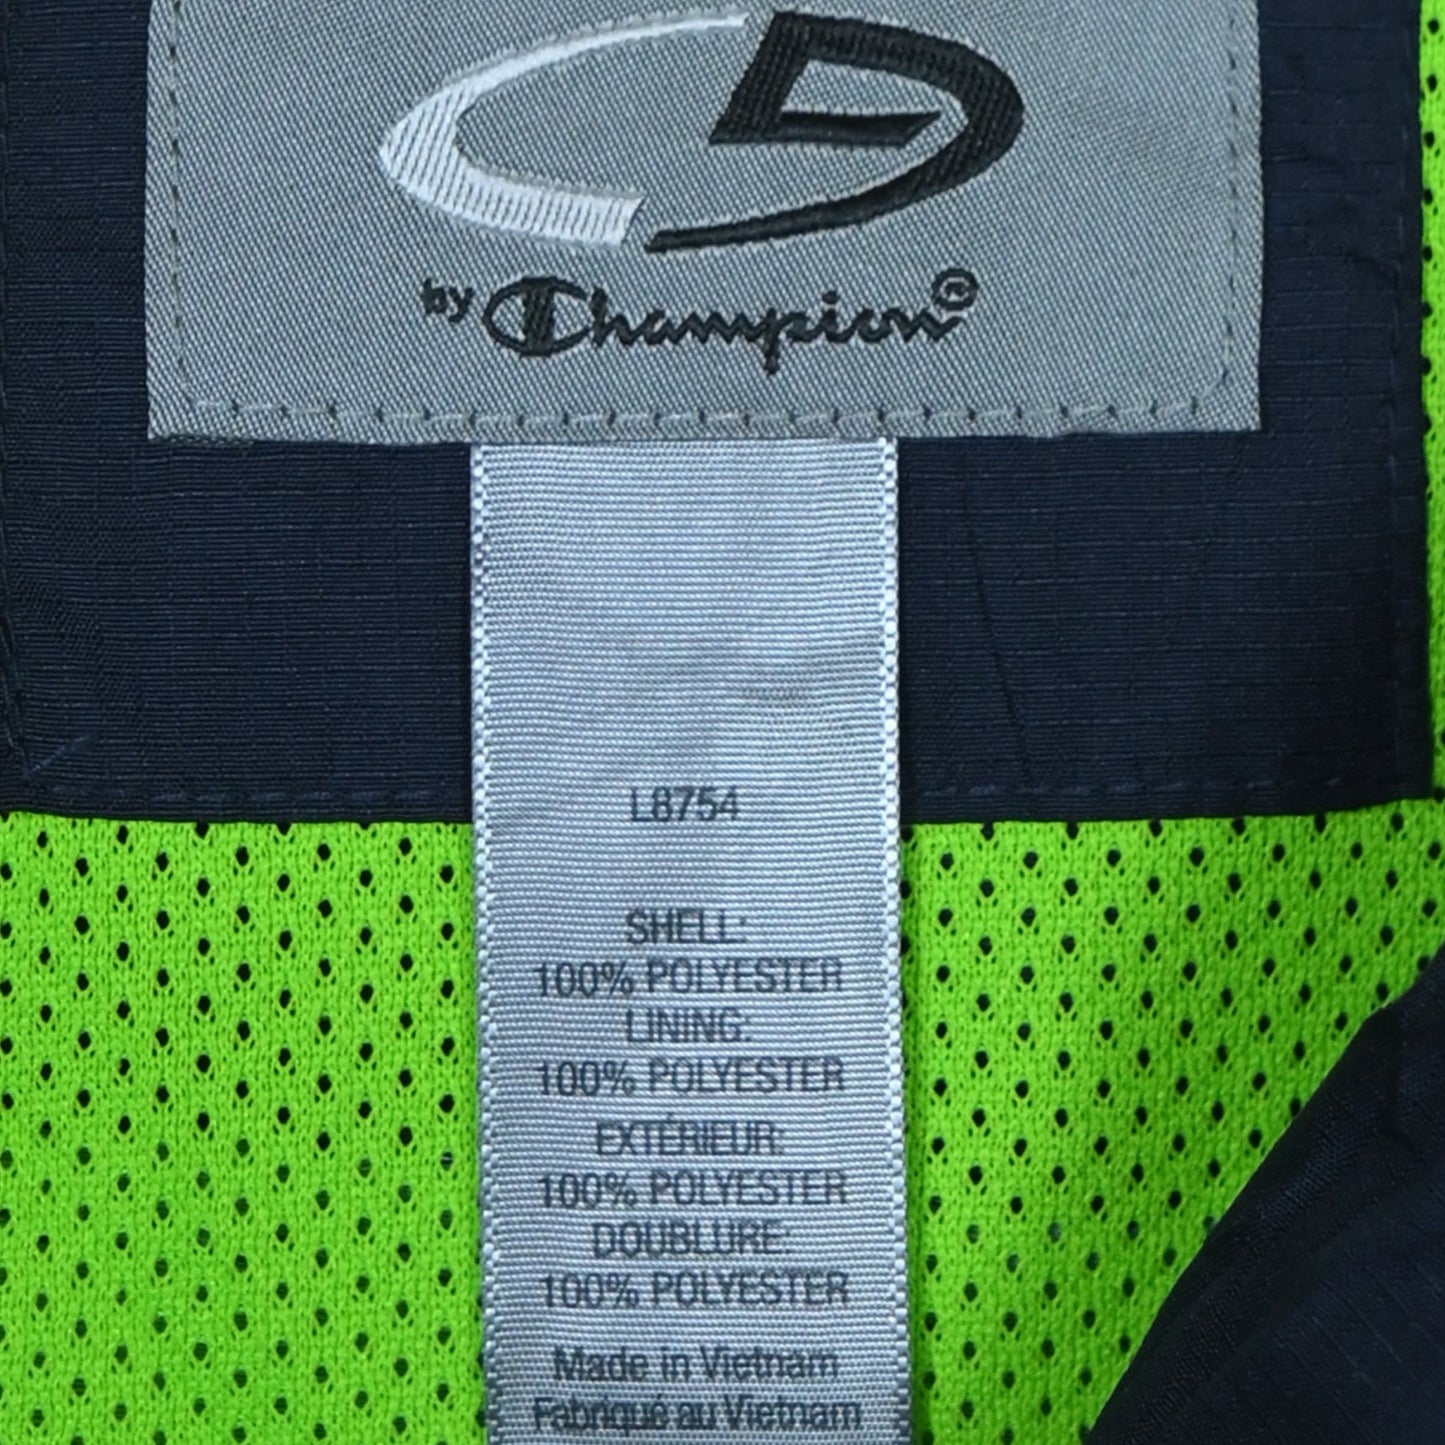 by Champion®
L8754
SHELL:
100% POLYESTER
LINING:
100% POLYESTER
EXTÉRIEUR:
100% POLYESTER
DOUBLURE:
100% POLYESTER
Made in Vietnam
Fabriqué au Vietnam